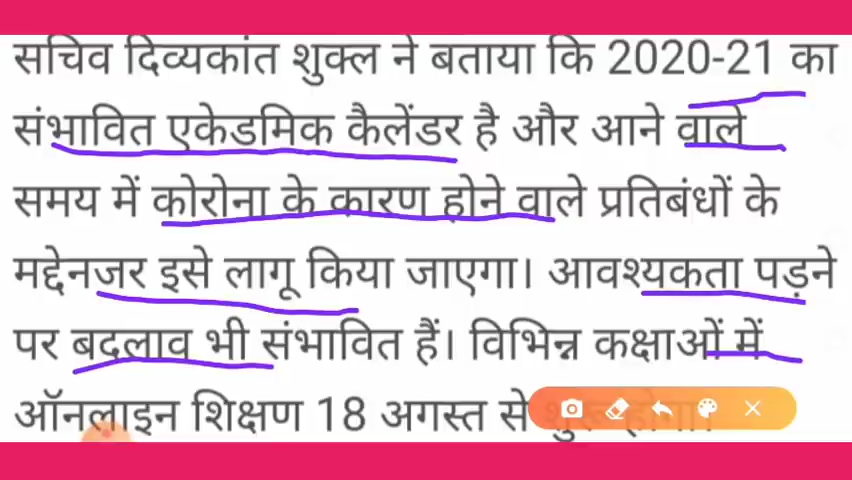 सचिव दिव्यकांत शुक्ल ने बताया कि 2020-21 का
संभावित एकेडमिक कैलेंडर है और आने वाले
समय में कोरोना के कारण होने वाले प्रतिबंधों के
मद्देनजर इसे लागू किया जाएगा। आवश्यकता पड़ने
पर बदलाव भी संभावित हैं। विभिन्न कक्षाओं में
ऑनलाइन शिक्षण 18 अगस्त से